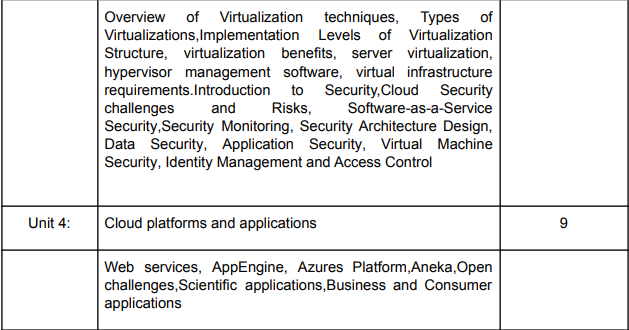 Overview of Virtualization techniques, Types of
Virtualizations,Implementation Levels of Virtualization
Structure, virtualization benefits, server virtualization,
hypervisor management software, virtual infrastructure
requirements.Introduction to Security,Cloud Security
challenges and Risks, Software-as-a-Service
Security,Security Monitoring, Security Architecture Design,
Data Security, Application Security, Virtual Machine
Security, Identity Management and Access Control
Unit 4: Cloud platforms and applications 9
Web services, AppEngine, Azures Platform,Aneka,Open
challenges,Scientific applications,Business and Consumer
applications